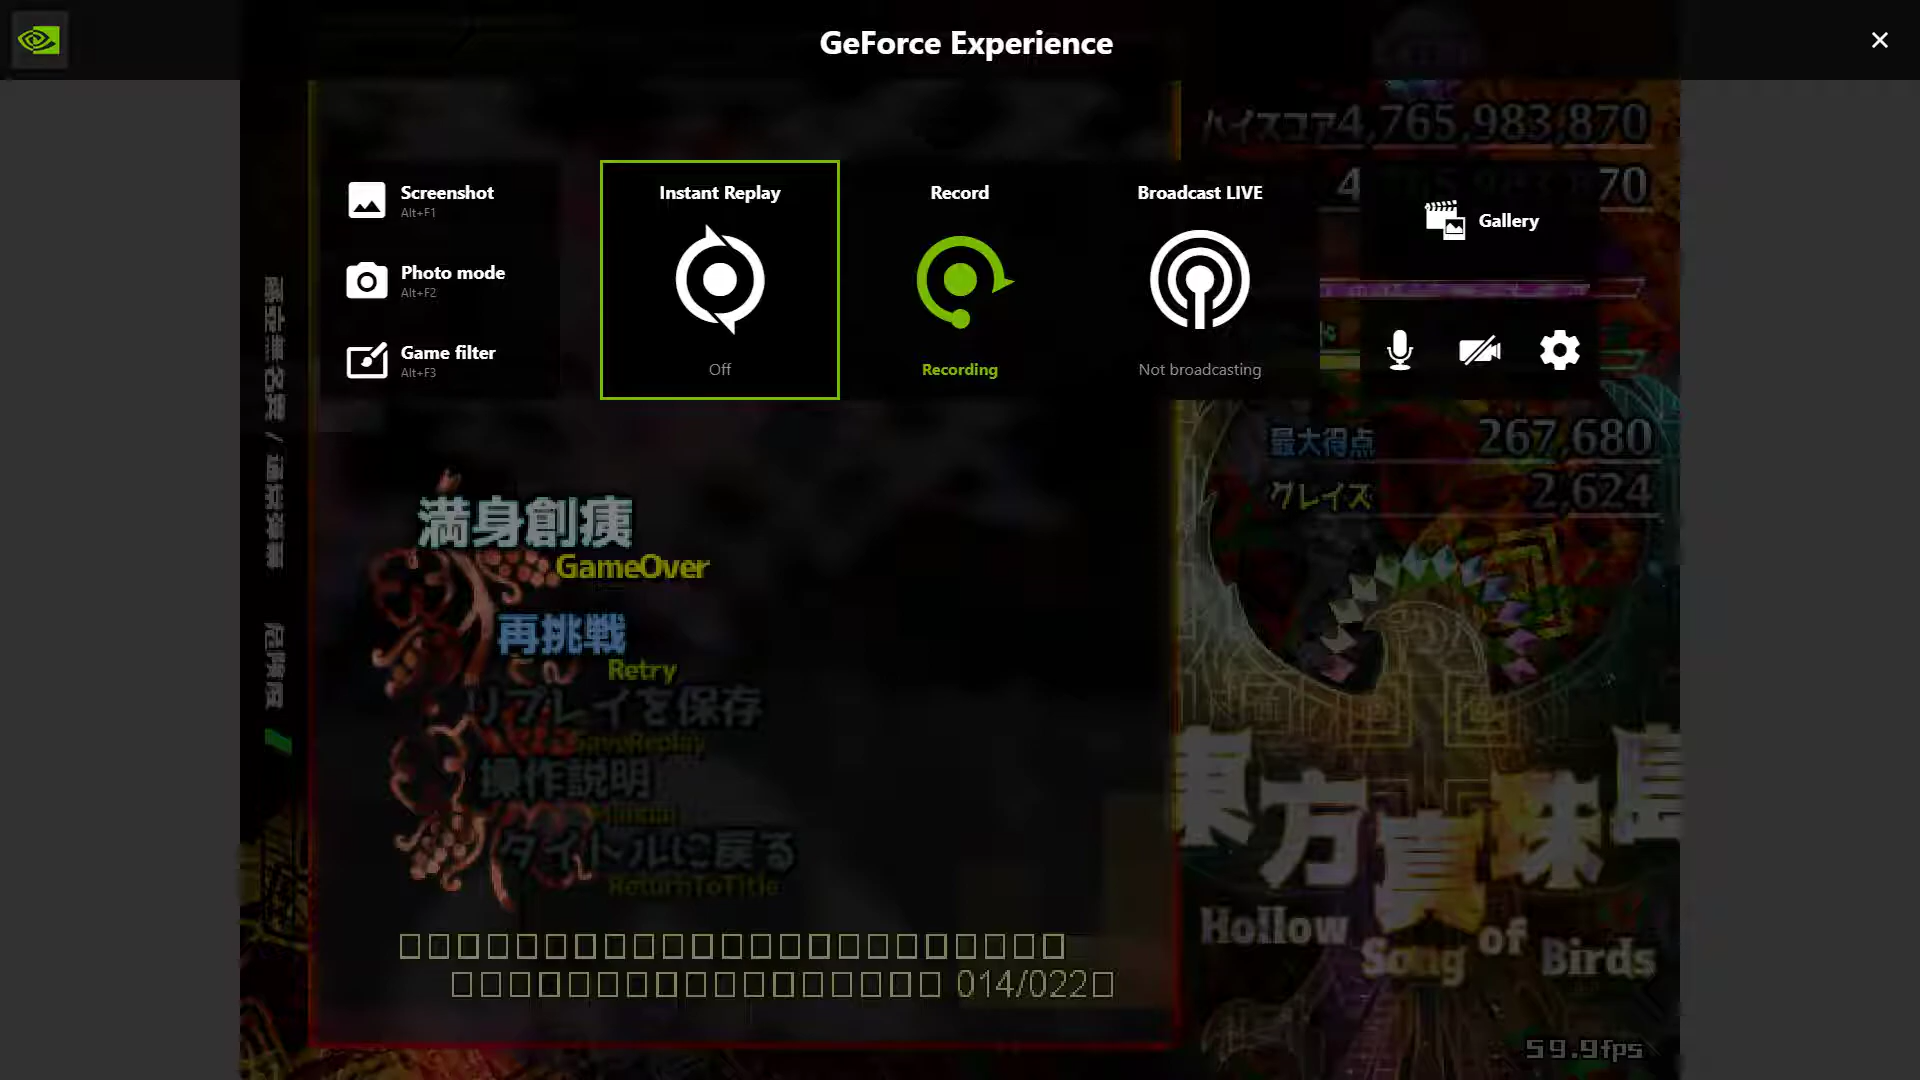 GeForce Experience
ハイスコア4,765,983,870
Screenshot
Alt+F1
Photo mode
Alt+F2
Game filter
Alt+F3
Instant Replay
Off
Record
Recording
Broadcast LIVE
Not broadcasting
Gallery
最大得点 267,680
グレイズ 2,624
満身創痍
GameOver
再挑戦
Retry
リプレイを保存
SaveReplay
操作説明
Manual
タイトルに戻る
ReturnToTitle
□□□□□□□□□□□□□□□□□□□□□□□
□□□□□□□□□□□□□□□□□ 014/022□
Hollow Song of Birds
59.9fps